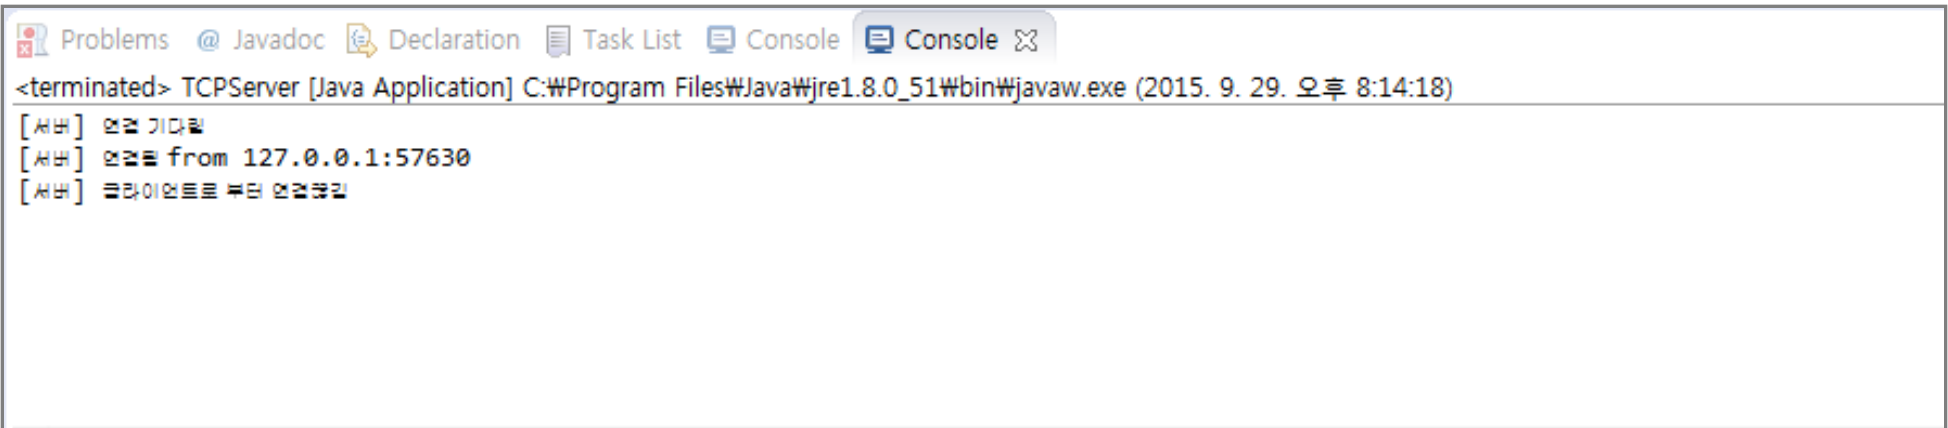 Problems @ Javadoc Declaration Task List Console Console
<terminated> TCPServer [Java Application] C:₩Program Files₩Java₩jre1.8.0_51₩bin₩javaw.exe (2015. 9. 29. 오후 8:14:18)
[서버] 연결 기다림
[서버] 연결됨 from 127.0.0.1:57630
[서버] 클라이언트로 부터 연결끊김